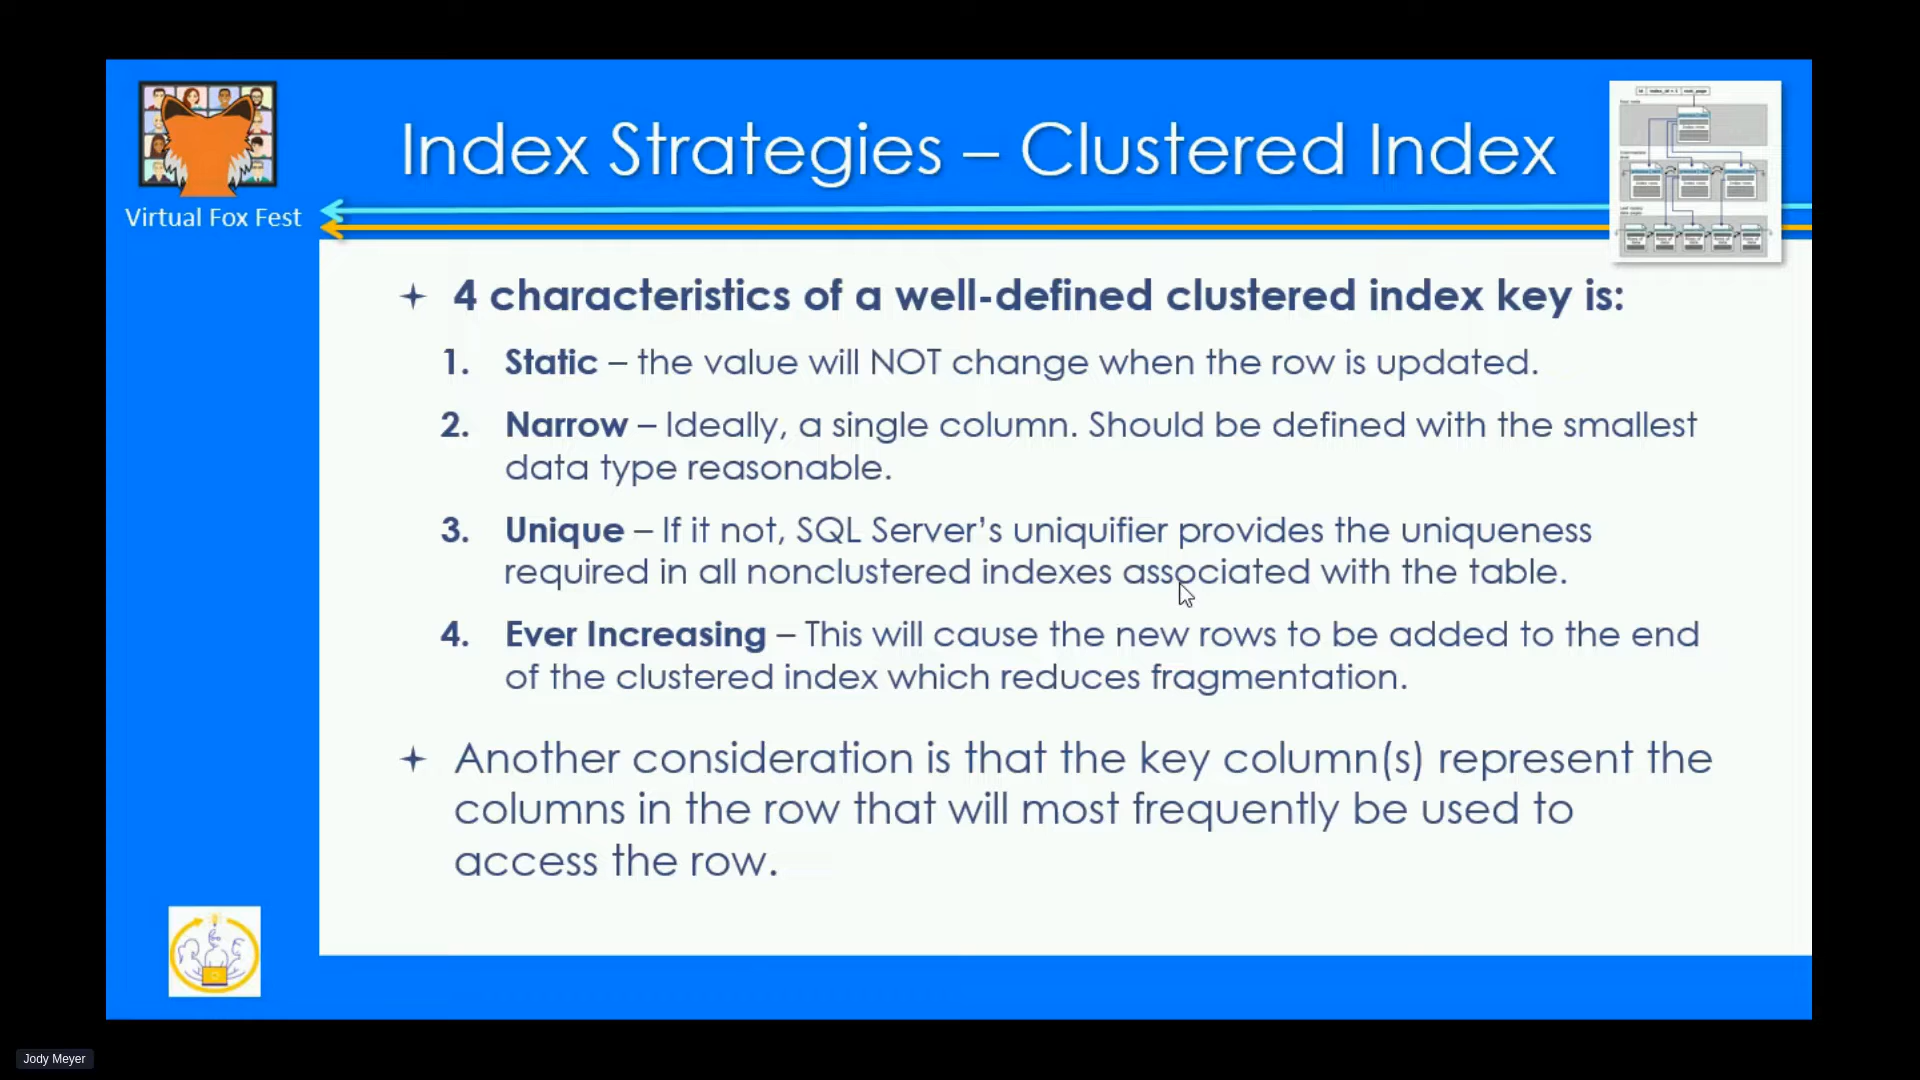 Index Strategies – Clustered Index
Virtual Fox Fest
4 characteristics of a well-defined clustered index key is:
1. Static – the value will NOT change when the row is updated.
2. Narrow – Ideally, a single column. Should be defined with the smallest
data type reasonable.
3. Unique – If it not, SQL Server’s uniquifier provides the uniqueness
required in all nonclustered indexes associated with the table.
4. Ever Increasing – This will cause the new rows to be added to the end
of the clustered index which reduces fragmentation.
Another consideration is that the key column(s) represent the
columns in the row that will most frequently be used to
access the row.
Jody Meyer